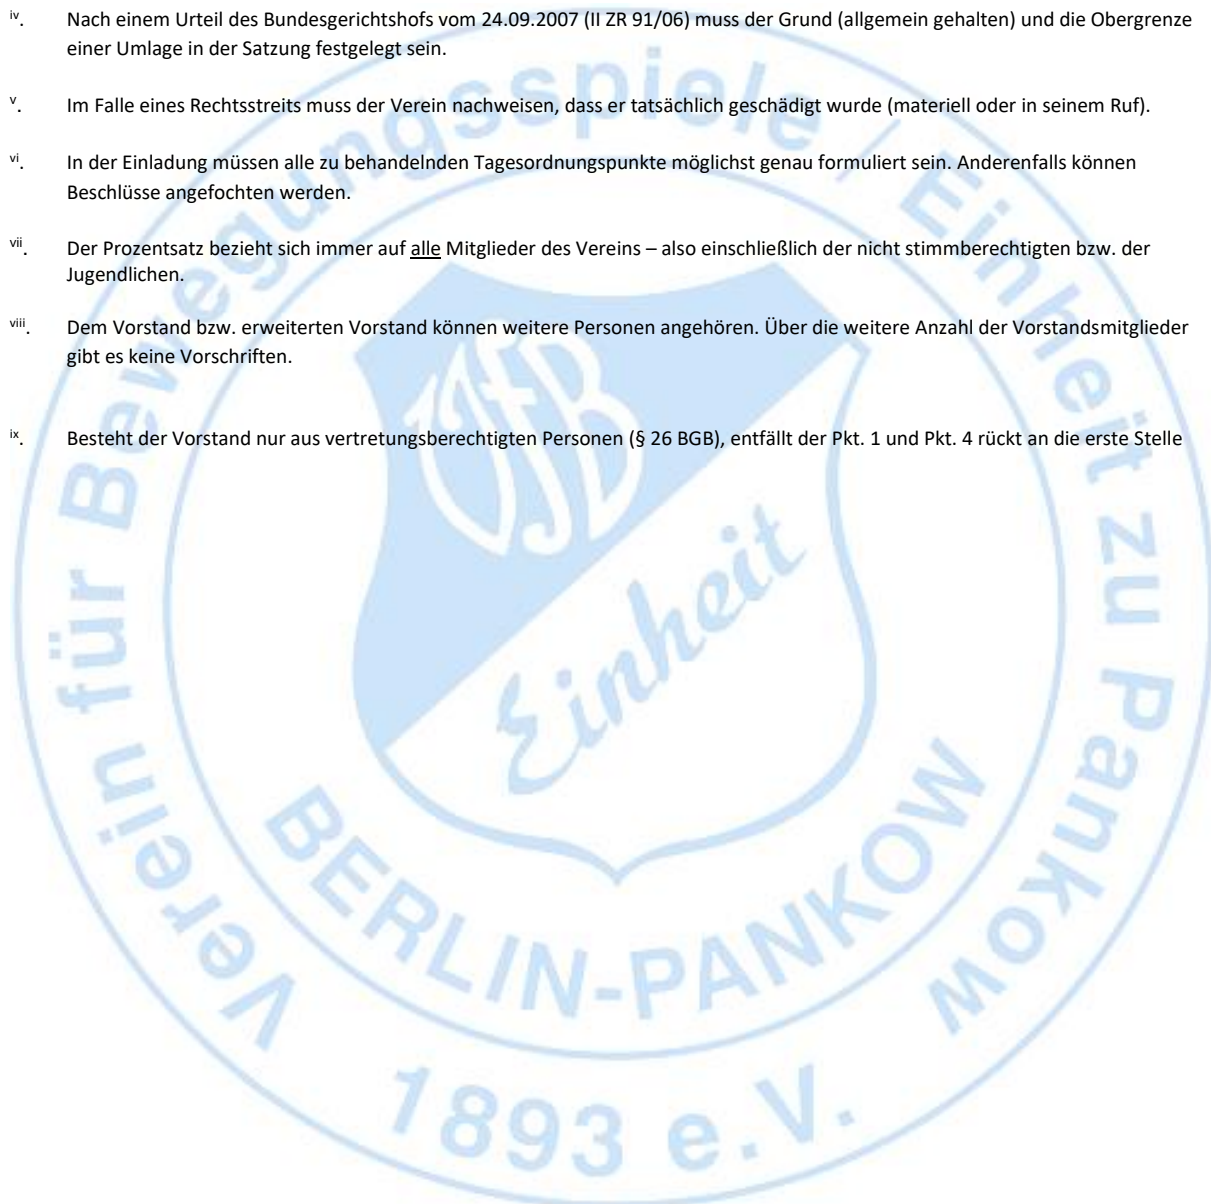 iv. Nach einem Urteil des Bundesgerichtshofs vom 24.09.2007 (II ZR 91/06) muss der Grund (allgemein gehalten) und die Obergrenze
einer Umlage in der Satzung festgelegt sein.
v. Im Falle eines Rechtsstreits muss der Verein nachweisen, dass er tatsächlich geschädigt wurde (materiell oder in seinem Ruf).
vi. In der Einladung müssen alle zu behandelnden Tagesordnungspunkte möglichst genau formuliert sein. Anderenfalls können
Beschlüsse angefochten werden.
vii. Der Prozentsatz bezieht sich immer auf alle Mitglieder des Vereins – also einschließlich der nicht stimmberechtigten bzw. der
Jugendlichen.
viii. Dem Vorstand bzw. erweiterten Vorstand können weitere Personen angehören. Über die weitere Anzahl der Vorstandsmitglieder
gibt es keine Vorschriften.
ix. Besteht der Vorstand nur aus vertretungsberechtigten Personen (§ 26 BGB), entfällt der Pkt. 1 und Pkt. 4 rückt an die erste Stelle
Verein für Bewegungsspiele / Einheit zu Pankow
VfB
Einheit
BERLIN-PANKOW
1893 e.V.